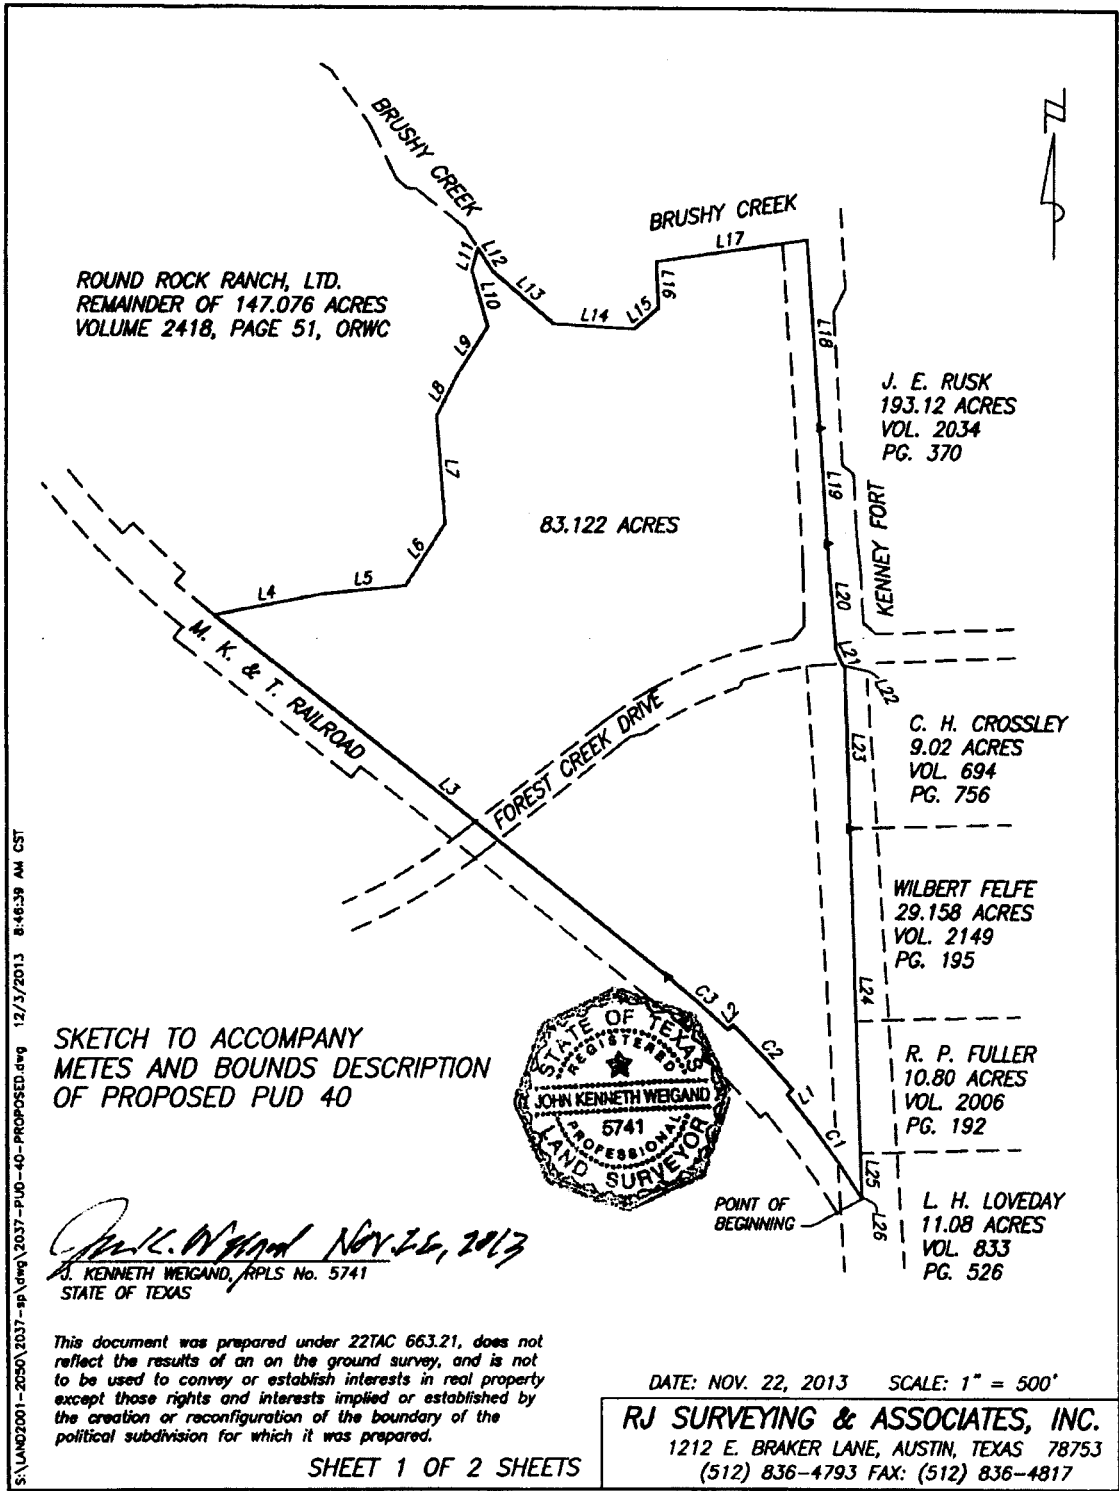 BRUSHY CREEK
BRUSHY CREEK
L17
L11
L12
L13
L10
L14
L15
L16
L18
ROUND ROCK RANCH, LTD.
REMAINDER OF 147.076 ACRES
VOLUME 2418, PAGE 51, ORWC
L9
L8
L7
J. E. RUSK
193.12 ACRES
VOL. 2034
PG. 370
L19
KENNEY FORT
83.122 ACRES
L6
L5
L4
L20
L21
L22
M. K. & T. RAILROAD
FOREST CREEK DRIVE
L3
C. H. CROSSLEY
9.02 ACRES
VOL. 694
PG. 756
L23
WILBERT FELFE
29.158 ACRES
VOL. 2149
PG. 195
L24
C3
L2
C2
L1
C1
R. P. FULLER
10.80 ACRES
VOL. 2006
PG. 192
L25
L26
POINT OF
BEGINNING
L. H. LOVEDAY
11.08 ACRES
VOL. 833
PG. 526
SKETCH TO ACCOMPANY
METES AND BOUNDS DESCRIPTION
OF PROPOSED PUD 40
STATE OF TEXAS
REGISTERED
JOHN KENNETH WEIGAND
5741
PROFESSIONAL
LAND SURVEYOR
J. KENNETH WEIGAND, RPLS No. 5741
STATE OF TEXAS
This document was prepared under 22TAC 663.21, does not
reflect the results of an on the ground survey, and is not
to be used to convey or establish interests in real property
except those rights and interests implied or established by
the creation or reconfiguration of the boundary of the
political subdivision for which it was prepared.
SHEET 1 OF 2 SHEETS
DATE: NOV. 22, 2013 SCALE: 1" = 500'
RJ SURVEYING & ASSOCIATES, INC.
1212 E. BRAKER LANE, AUSTIN, TEXAS 78753
(512) 836-4793 FAX: (512) 836-4817
S:\LAND2001-2050\2037-sp\dwg\2037-PUD-40-PROPOSED.dwg 12/3/2013 8:46:39 AM CST